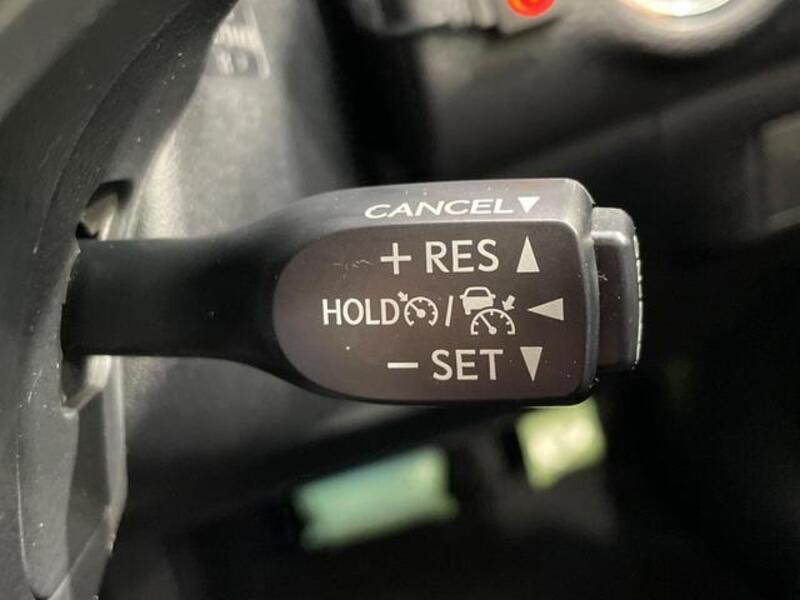 CANCEL▼
+ RES ▲
HOLD / ◀
− SET ▼